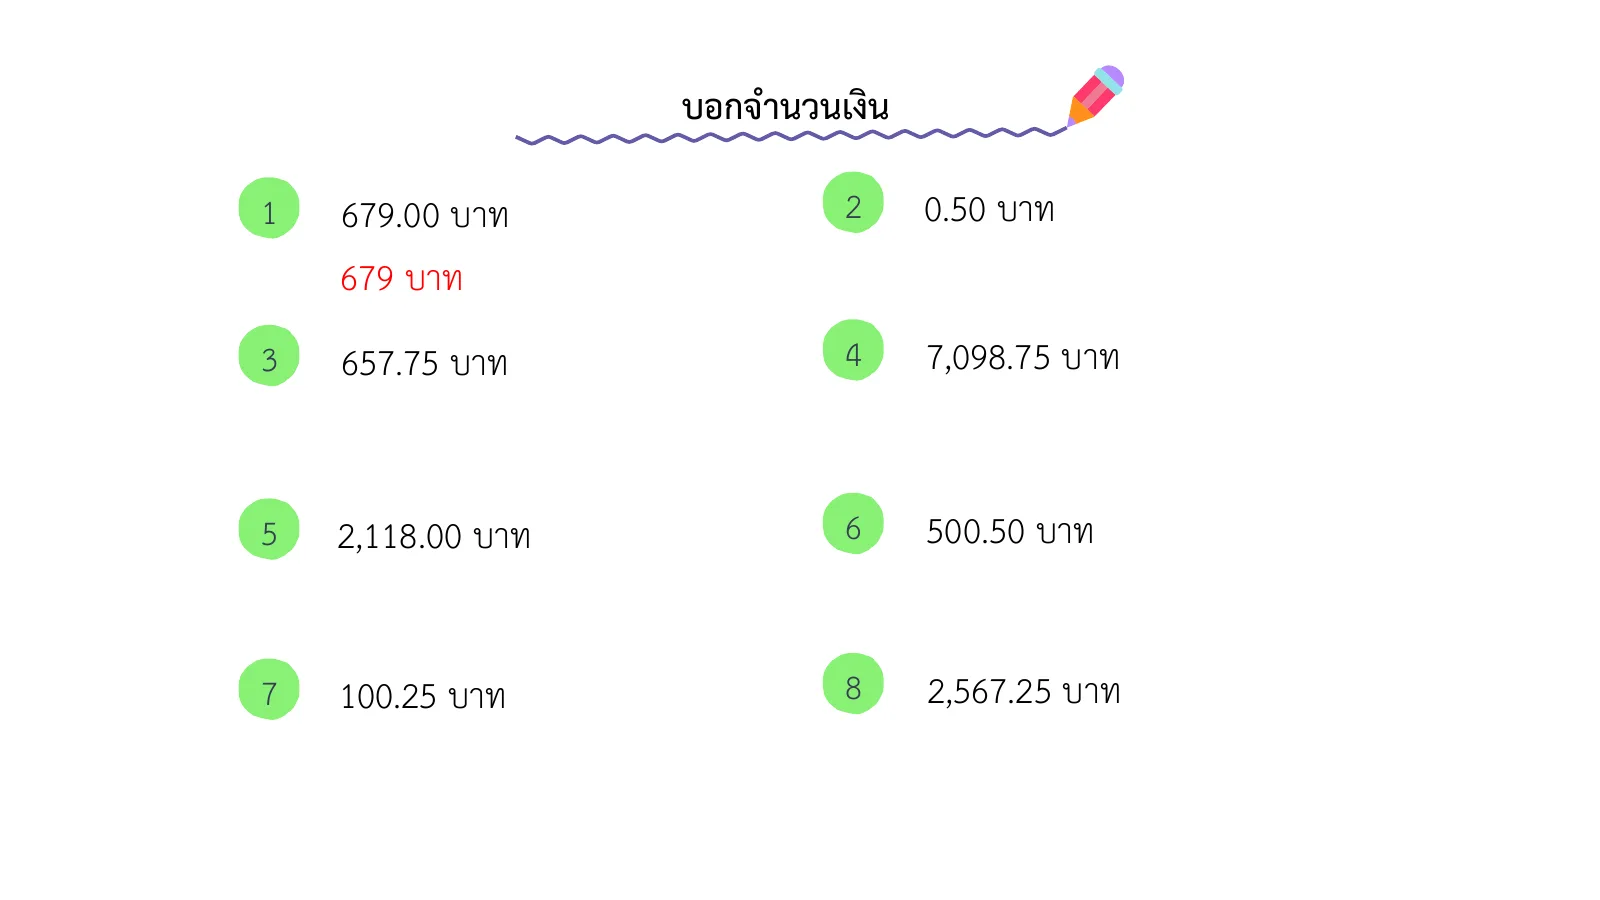 บอกจำนวนเงิน
1 679.00 บาท
679 บาท
2 0.50 บาท
3 657.75 บาท
4 7,098.75 บาท
5 2,118.00 บาท
6 500.50 บาท
7 100.25 บาท
8 2,567.25 บาท